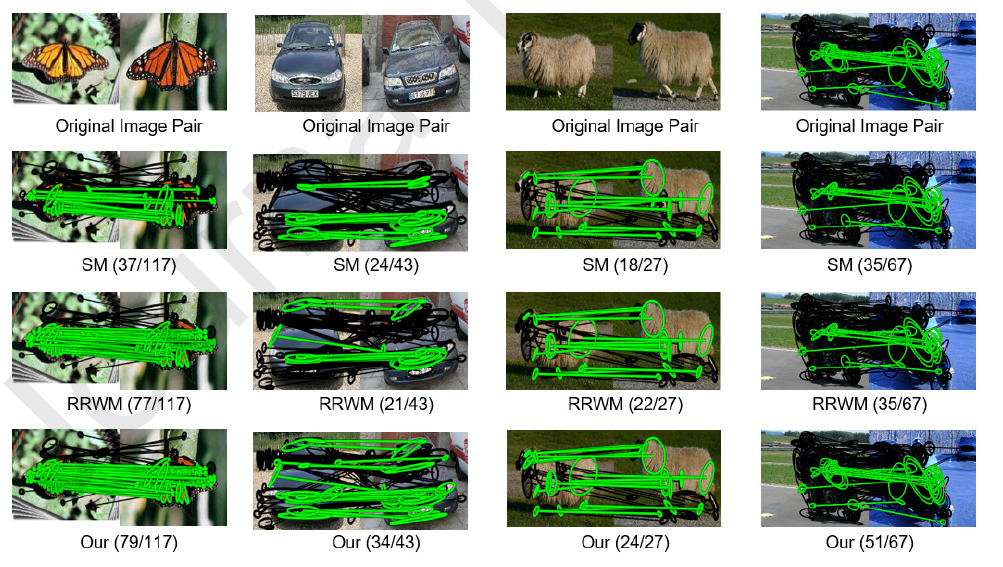 Original Image Pair Original Image Pair Original Image Pair Original Image Pair
SM (37/117) SM (24/43) SM (18/27) SM (35/67)
RRWM (77/117) RRWM (21/43) RRWM (22/27) RRWM (35/67)
Our (79/117) Our (34/43) Our (24/27) Our (51/67)